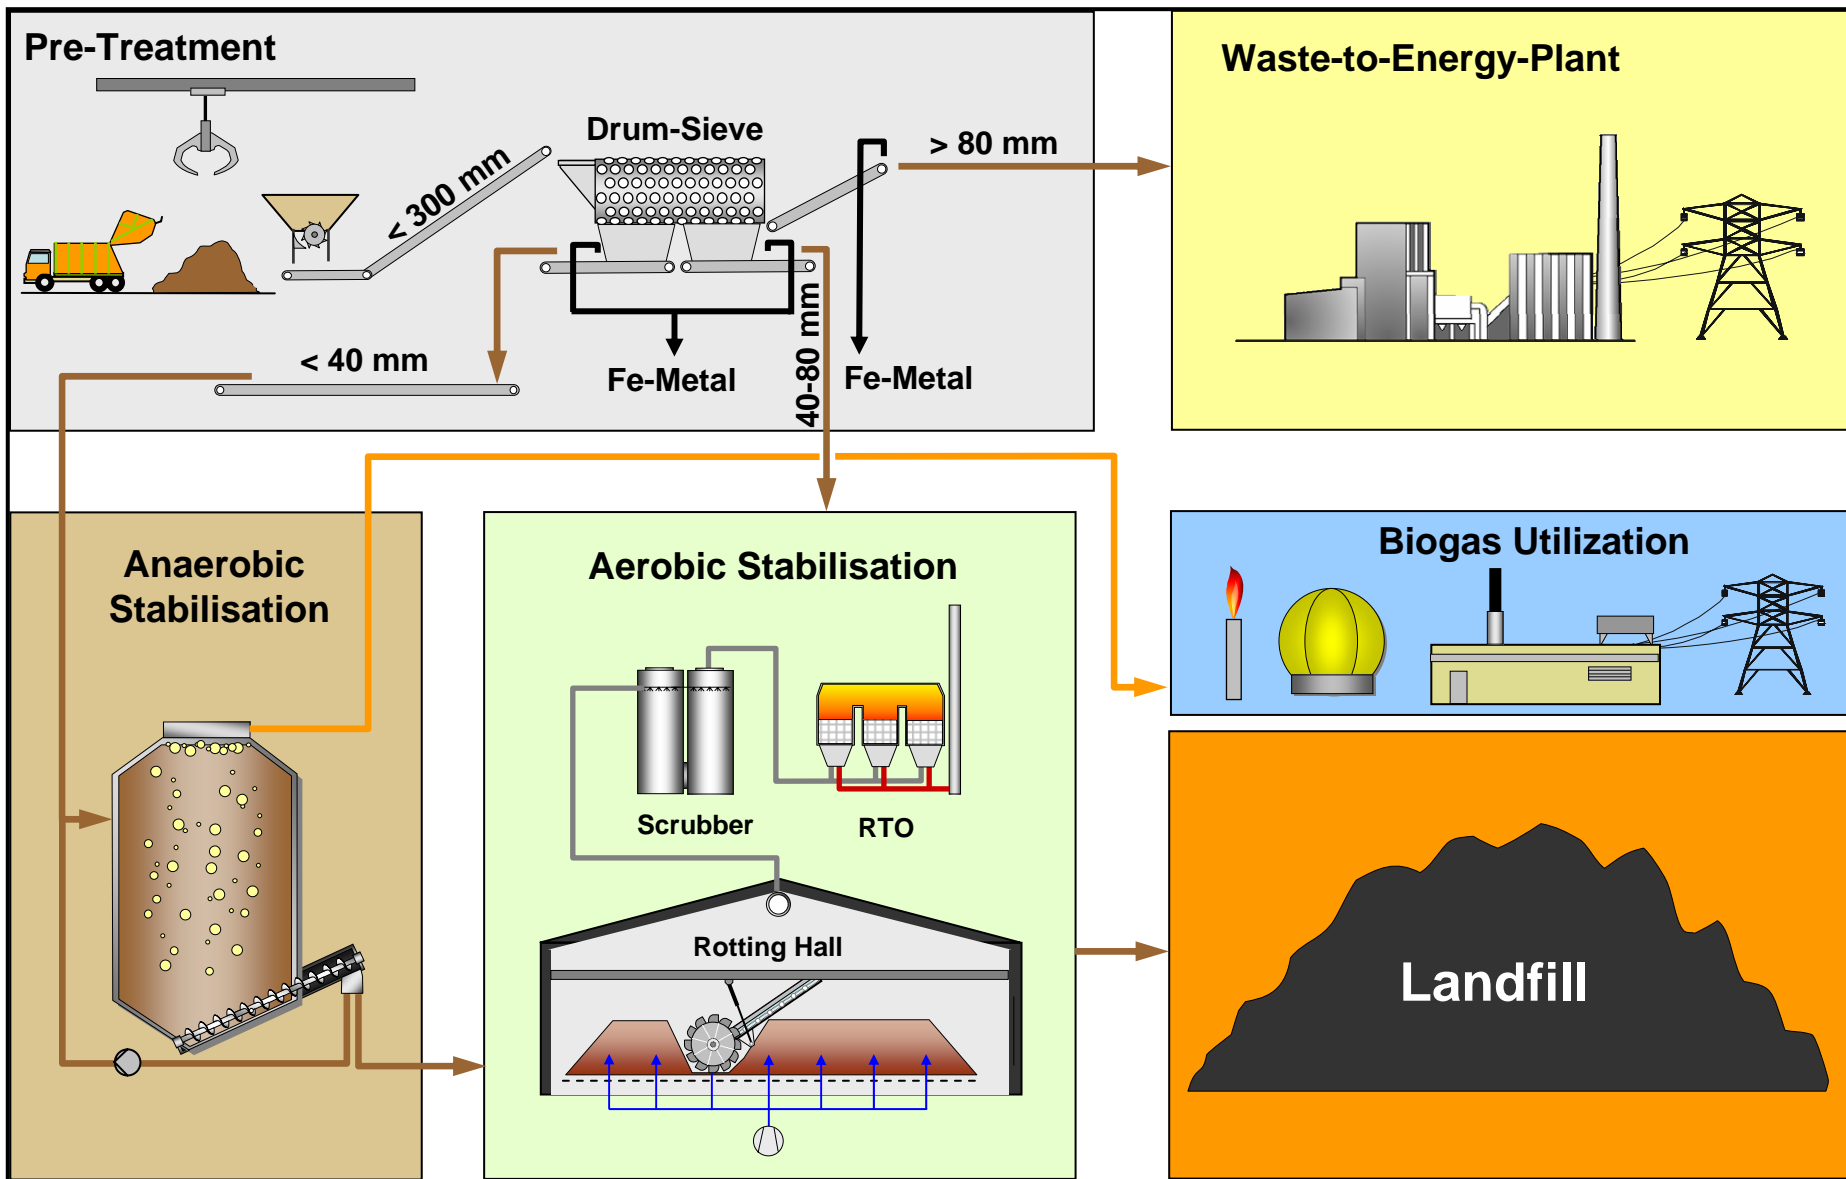 Pre-Treatment
Drum-Sieve
< 300 mm
> 80 mm
< 40 mm
Fe-Metal
40-80 mm
Fe-Metal
Waste-to-Energy-Plant
Anaerobic
Stabilisation
Aerobic Stabilisation
Scrubber
RTO
Rotting Hall
Biogas Utilization
Landfill